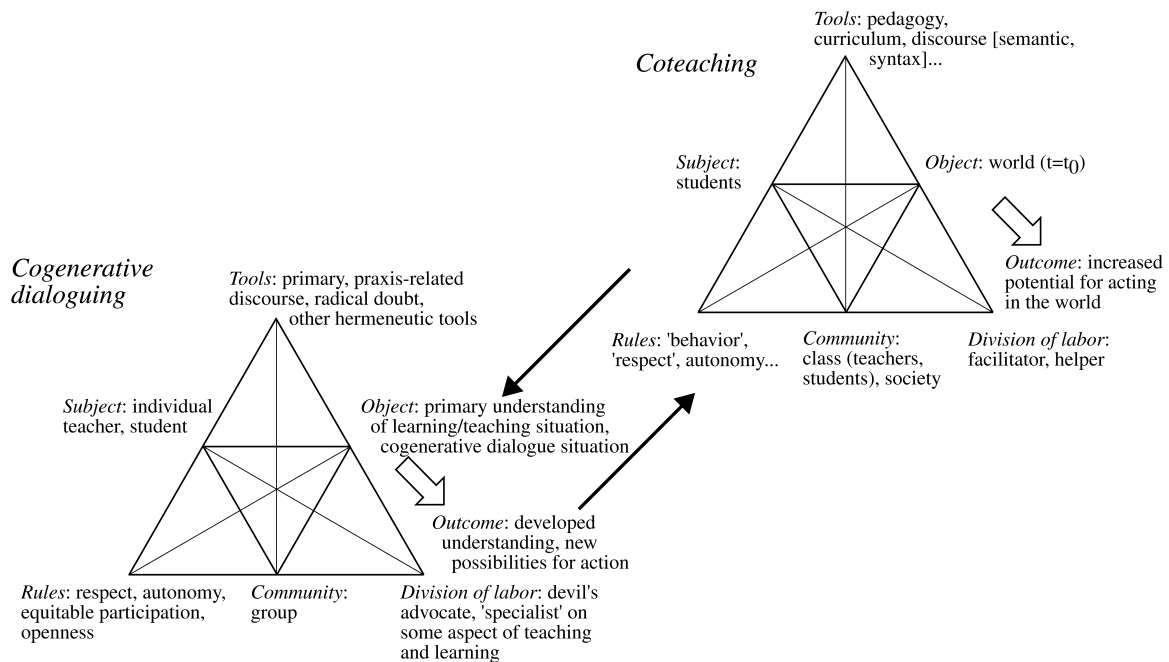 Coteaching
Tools: pedagogy,
curriculum, discourse [semantic,
syntax]...
Subject:
students
Object: world (t=t0)
Outcome: increased
potential for acting
in the world
Rules: 'behavior',
'respect', autonomy...
Community:
class (teachers,
students), society
Division of labor:
facilitator, helper
Cogenerative
dialoguing
Tools: primary, praxis-related
discourse, radical doubt,
other hermeneutic tools
Subject: individual
teacher, student
Object: primary understanding
of learning/teaching situation,
cogenerative dialogue situation
Outcome: developed
understanding, new
possibilities for action
Rules: respect, autonomy,
equitable participation,
openness
Community:
group
Division of labor: devil's
advocate, 'specialist' on
some aspect of teaching
and learning